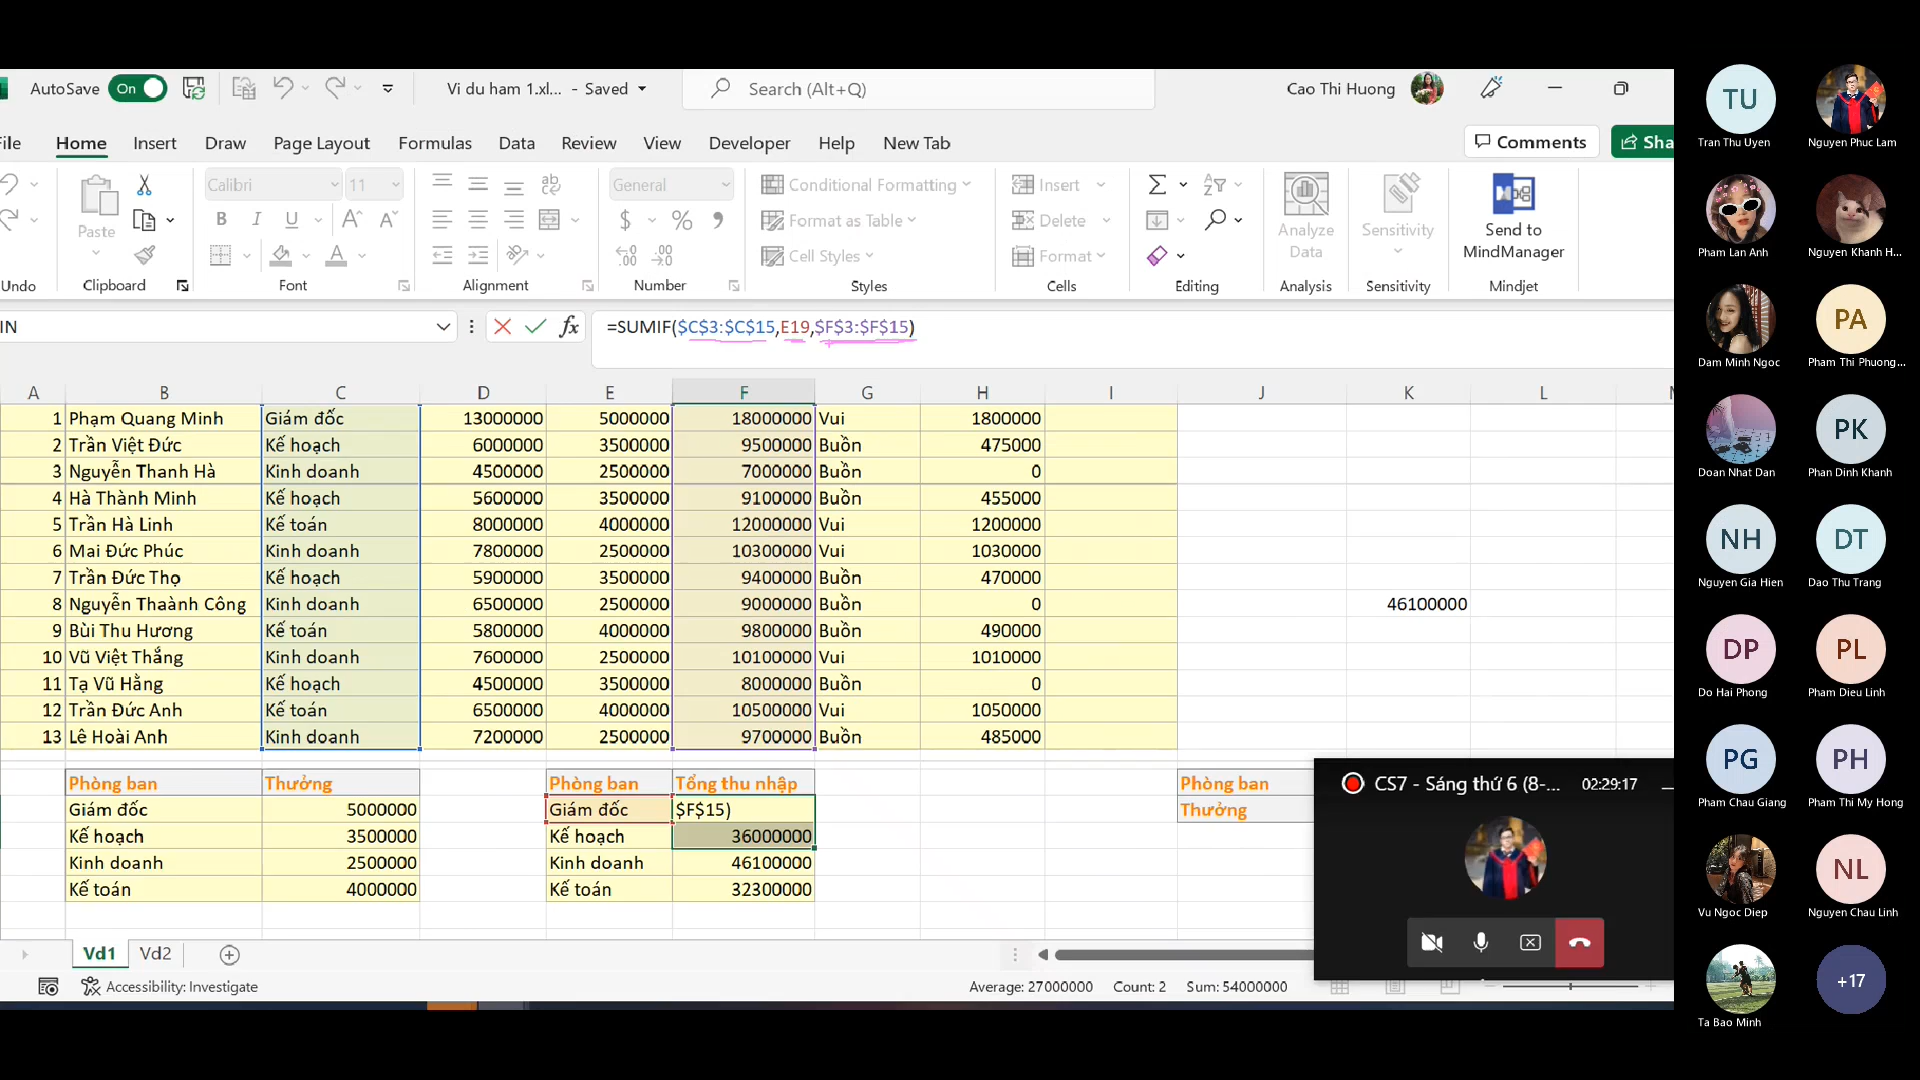 AutoSave On Vi du ham 1.xl... - Saved Search (Alt+Q) Cao Thi Huong
File Home Insert Draw Page Layout Formulas Data Review View Developer Help New Tab Comments Sha
Calibri 11 General Conditional Formatting Insert
Paste Format as Table Delete Analyze Data Sensitivity Send to MindManager
Cell Styles Format
Undo Clipboard Font Alignment Number Styles Cells Editing Analysis Sensitivity Mindjet
IN fx =SUMIF($C$3:$C$15,E19,$F$3:$F$15)
A B C D E F G H I J K L
1 Phạm Quang Minh Giám đốc 13000000 5000000 18000000 Vui 1800000
2 Trần Việt Đức Kế hoạch 6000000 3500000 9500000 Buồn 475000
3 Nguyễn Thanh Hà Kinh doanh 4500000 2500000 7000000 Buồn 0
4 Hà Thành Minh Kế hoạch 5600000 3500000 9100000 Buồn 455000
5 Trần Hà Linh Kế toán 8000000 4000000 12000000 Vui 1200000
6 Mai Đức Phúc Kinh doanh 7800000 2500000 10300000 Vui 1030000
7 Trần Đức Thọ Kế hoạch 5900000 3500000 9400000 Buồn 470000
8 Nguyễn Thaành Công Kinh doanh 6500000 2500000 9000000 Buồn 0 46100000
9 Bùi Thu Hương Kế toán 5800000 4000000 9800000 Buồn 490000
10 Vũ Việt Thắng Kinh doanh 7600000 2500000 10100000 Vui 1010000
11 Tạ Vũ Hằng Kế hoạch 4500000 3500000 8000000 Buồn 0
12 Trần Đức Anh Kế toán 6500000 4000000 10500000 Vui 1050000
13 Lê Hoài Anh Kinh doanh 7200000 2500000 9700000 Buồn 485000
Phòng ban Thưởng Phòng ban Tổng thu nhập Phòng ban
Giám đốc 5000000 Giám đốc $F$15) Thưởng
Kế hoạch 3500000 Kế hoạch 36000000
Kinh doanh 2500000 Kinh doanh 46100000
Kế toán 4000000 Kế toán 32300000
Vd1 Vd2
Accessibility: Investigate Average: 27000000 Count: 2 Sum: 54000000
CS7 - Sáng thứ 6 (8-... 02:29:17
TU
Tran Thu Uyen Nguyen Phuc Lam
Pham Lan Anh Nguyen Khanh H...
PA
Dam Minh Ngoc Pham Thi Phuong...
PK
Doan Nhat Dan Phan Dinh Khanh
NH DT
Nguyen Gia Hien Dao Thu Trang
DP PL
Do Hai Phong Pham Dieu Linh
PG PH
Pham Chau Giang Pham Thi My Hong
NL
Vu Ngoc Diep Nguyen Chau Linh
+17
Ta Bao Minh